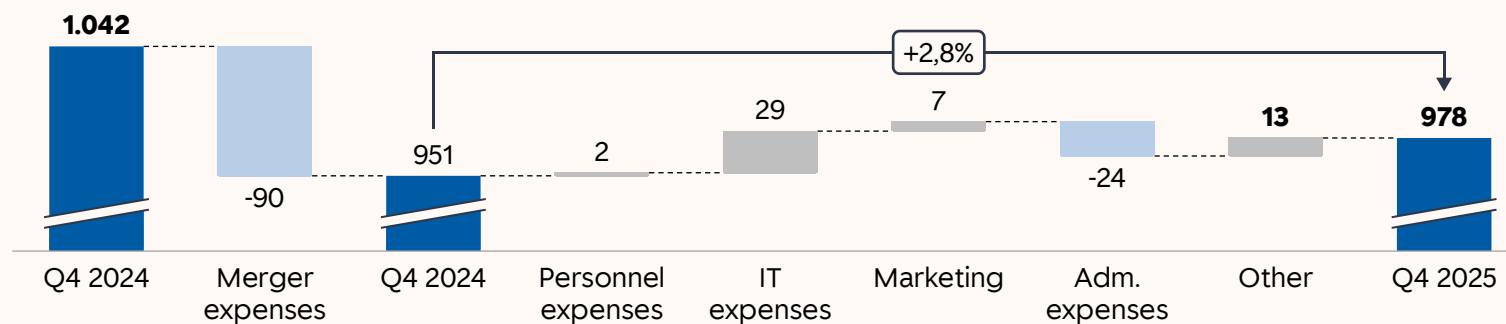 1.042
+2,8%
7
29
13
978
951
2
-24
-90
Q4 2024
Merger
expenses
Q4 2024
Personnel
expenses
IT
expenses
Marketing
Adm.
expenses
Other
Q4 2025